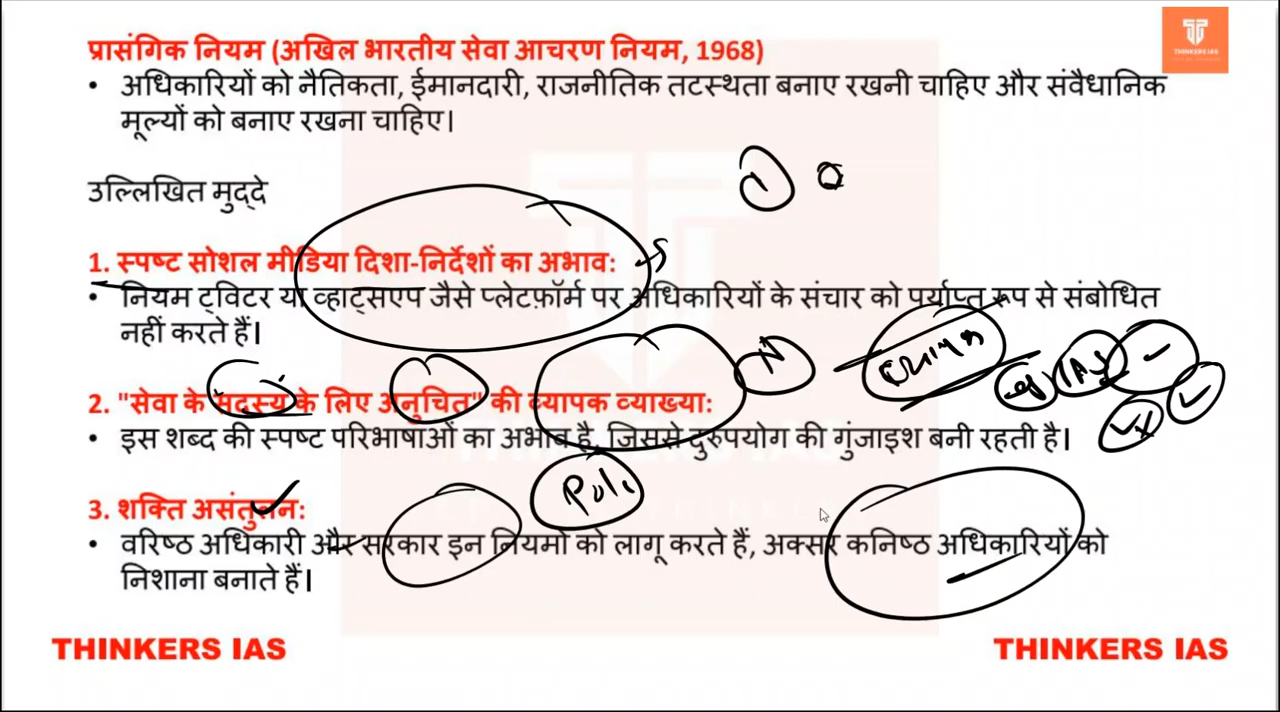 THINKERS IAS
प्रासंगिक नियम (अखिल भारतीय सेवा आचरण नियम, 1968)
• अधिकारियों को नैतिकता, ईमानदारी, राजनीतिक तटस्थता बनाए रखनी चाहिए और संवैधानिक
मूल्यों को बनाए रखना चाहिए।
उल्लिखित मुद्दे
1. स्पष्ट सोशल मीडिया दिशा-निर्देशों का अभाव:
• नियम ट्विटर या व्हाट्सएप जैसे प्लेटफ़ॉर्म पर अधिकारियों के संचार को पर्याप्त रूप से संबोधित
नहीं करते हैं।
2. "सेवा के सदस्य के लिए अनुचित" की व्यापक व्याख्या:
• इस शब्द की स्पष्ट परिभाषाओं का अभाव है, जिससे दुरुपयोग की गुंजाइश बनी रहती है।
Pol
3. शक्ति असंतुलन:
• वरिष्ठ अधिकारी और सरकार इन नियमों को लागू करते हैं, अक्सर कनिष्ठ अधिकारियों को
निशाना बनाते हैं।
THINKERS IAS
THINKERS IAS